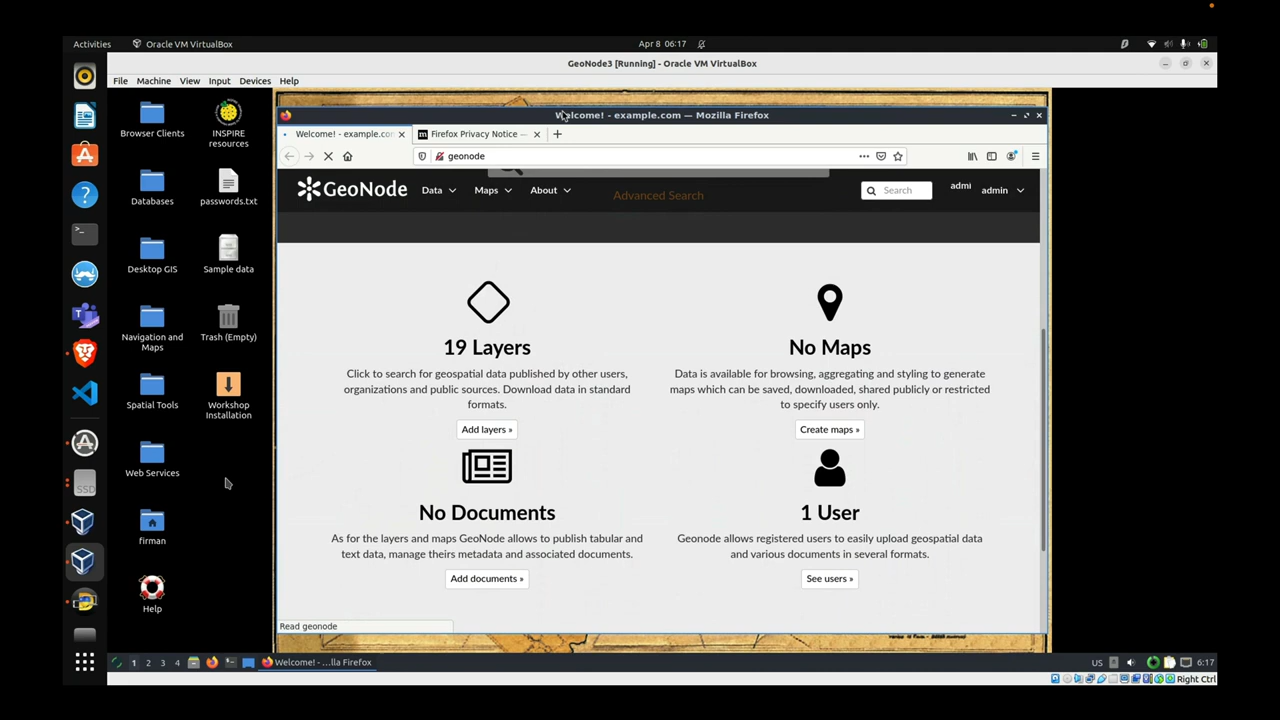 Activities
Oracle VM VirtualBox
Apr 8 06:17
GeoNode3 [Running] - Oracle VM VirtualBox
File Machine View Input Devices Help
Browser Clients
INSPIRE
resources
Databases
passwords.txt
Desktop GIS
Sample data
Navigation and
Maps
Trash (Empty)
Spatial Tools
Workshop
Installation
Web Services
firman
Help
Welcome! - example.com — Mozilla Firefox
Welcome! - example.com
Firefox Privacy Notice —
geonode
GeoNode
Data
Maps
About
Advanced Search
Search
admi
admin
19 Layers
Click to search for geospatial data published by other users,
organizations and public sources. Download data in standard
formats.
Add layers »
No Maps
Data is available for browsing, aggregating and styling to generate
maps which can be saved, downloaded, shared publicly or restricted
to specify users only.
Create maps »
No Documents
As for the layers and maps GeoNode allows to publish tabular and
text data, manage theirs metadata and associated documents.
Add documents »
1 User
Geonode allows registered users to easily upload geospatial data
and various documents in several formats.
See users »
Read geonode
1 2 3 4
Welcome! - ...lla Firefox
US
6:17
Right Ctrl